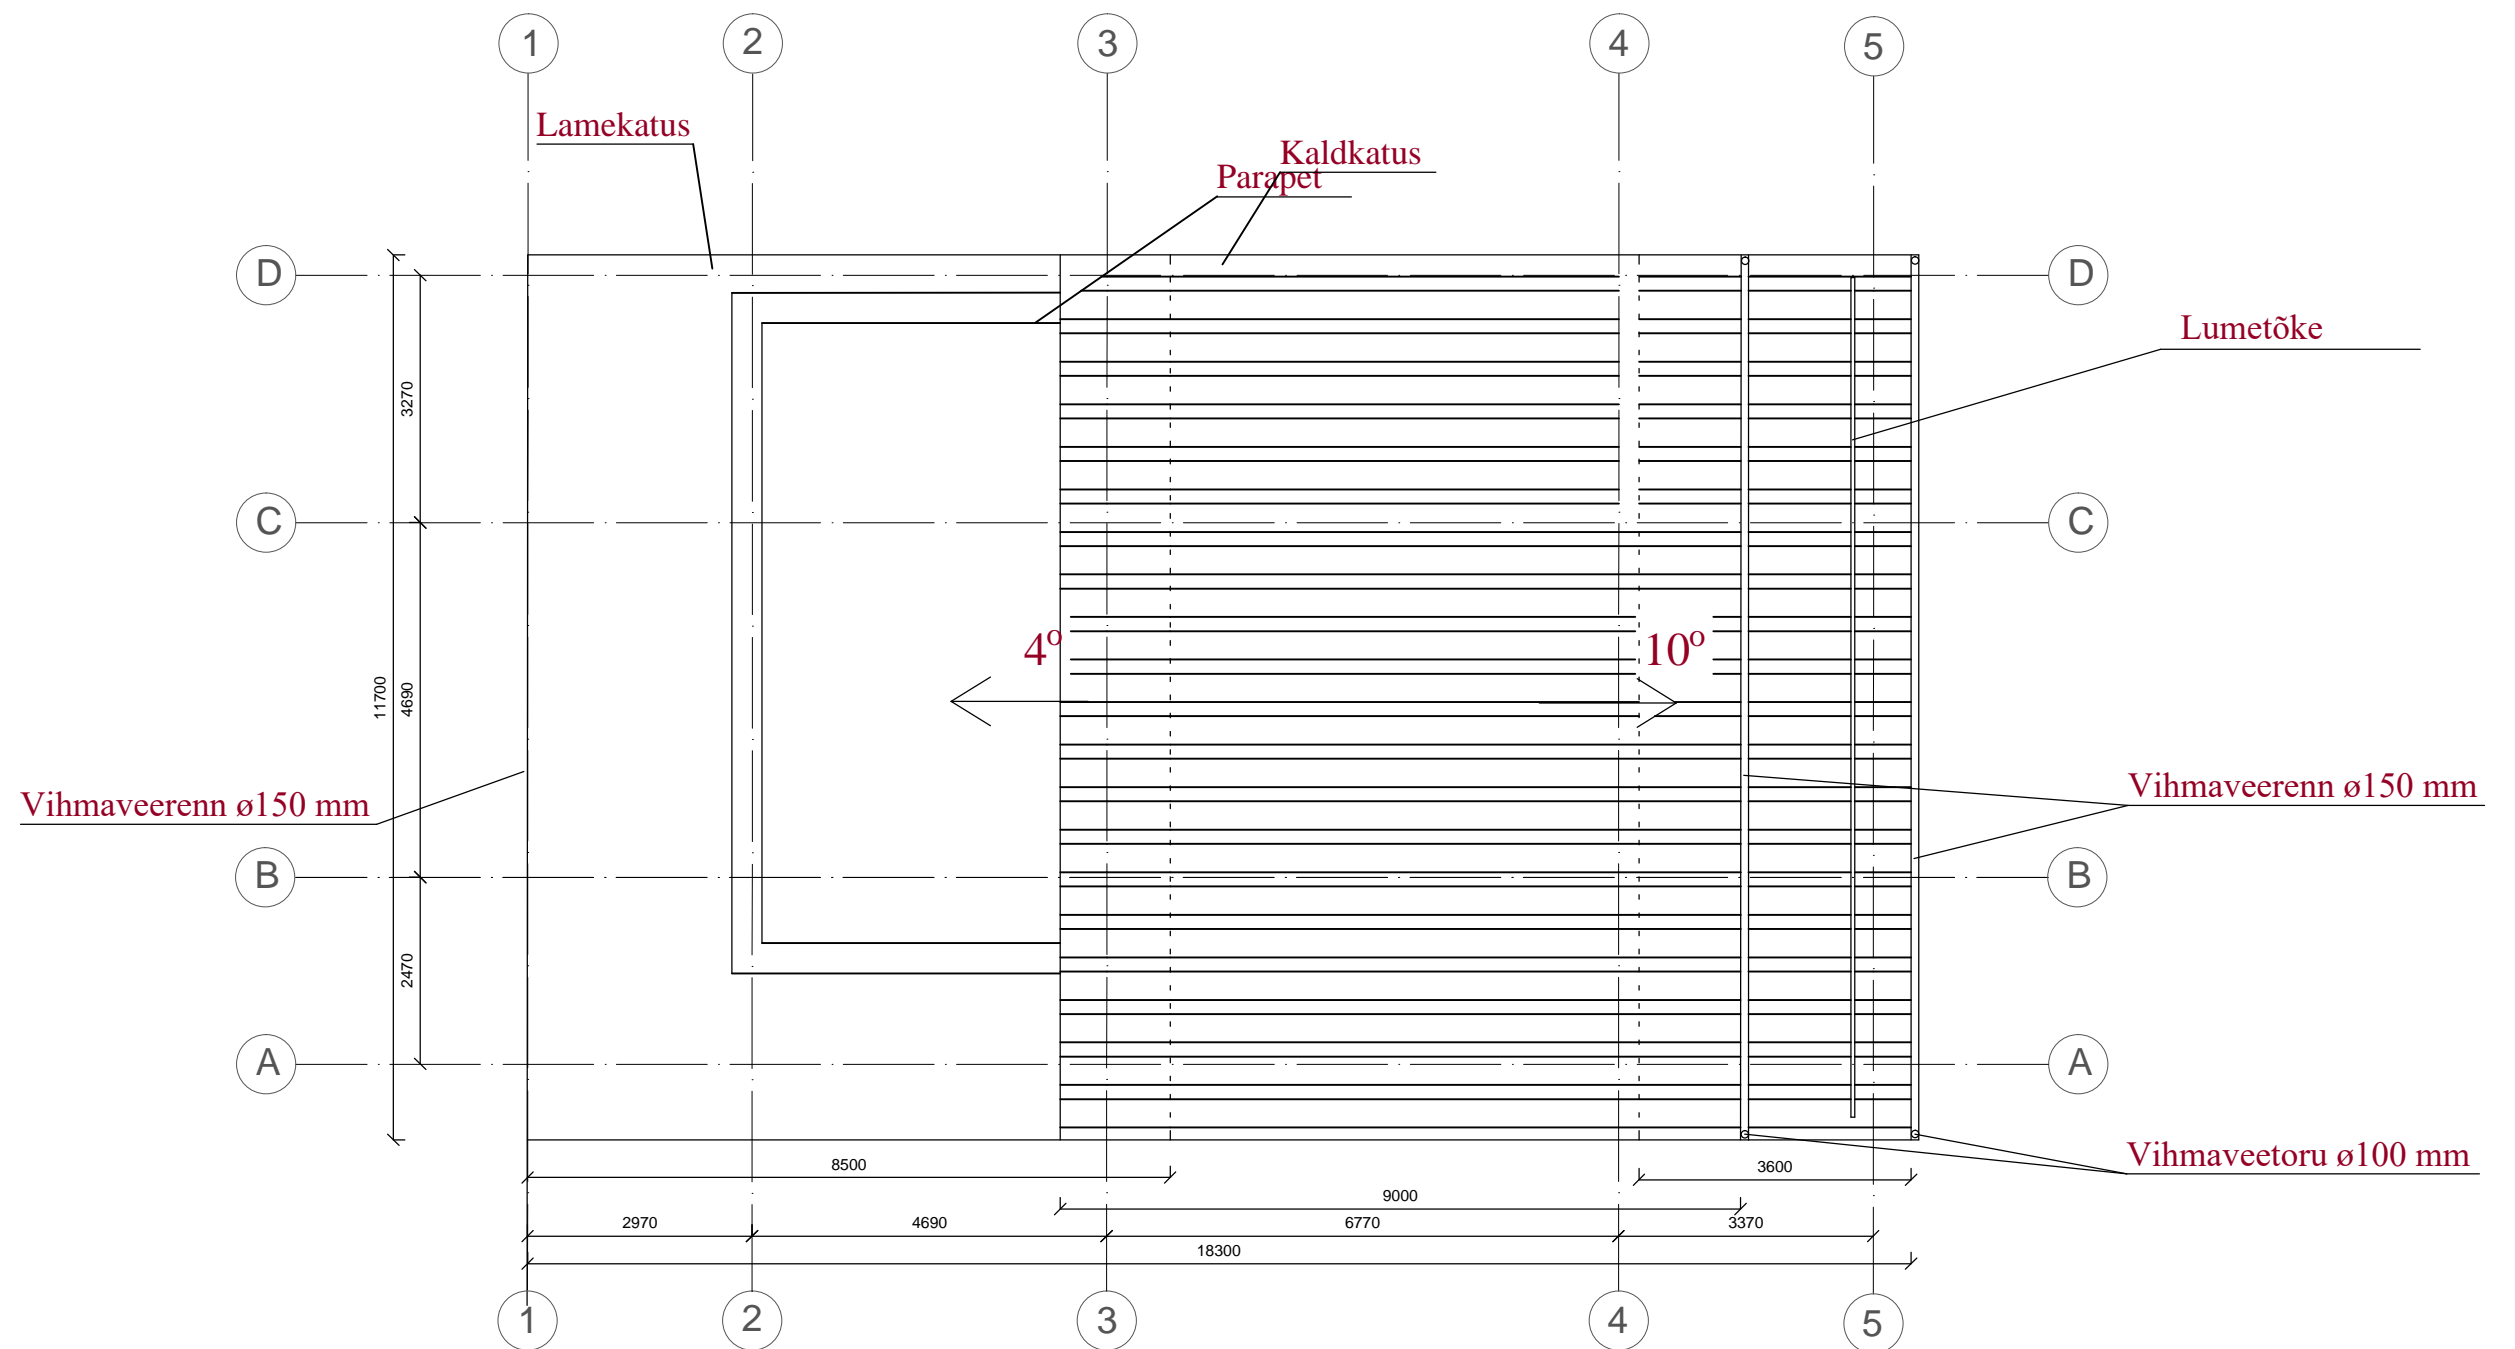 1 2 3 4 5
Lamekatus
Kaldkatus
Parapet
D D
Lumetõke
3270
C C
4° 10°
11700 4690
Vihmaveerenn ø150 mm Vihmaveerenn ø150 mm
B B
2470
A A
Vihmaveetoru ø100 mm
8500 3600
9000
2970 4690 6770 3370
18300
1 2 3 4 5